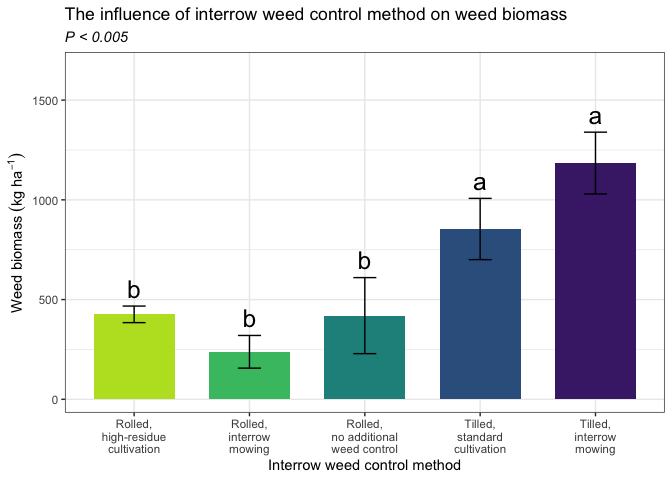 The influence of interrow weed control method on weed biomass
P < 0.005
Weed biomass (kg ha⁻¹)
1500
1000
500
0
b
b
b
a
a
Rolled,
high-residue
cultivation
Rolled,
interrow
mowing
Rolled,
no additional
weed control
Tilled,
standard
cultivation
Tilled,
interrow
mowing
Interrow weed control method